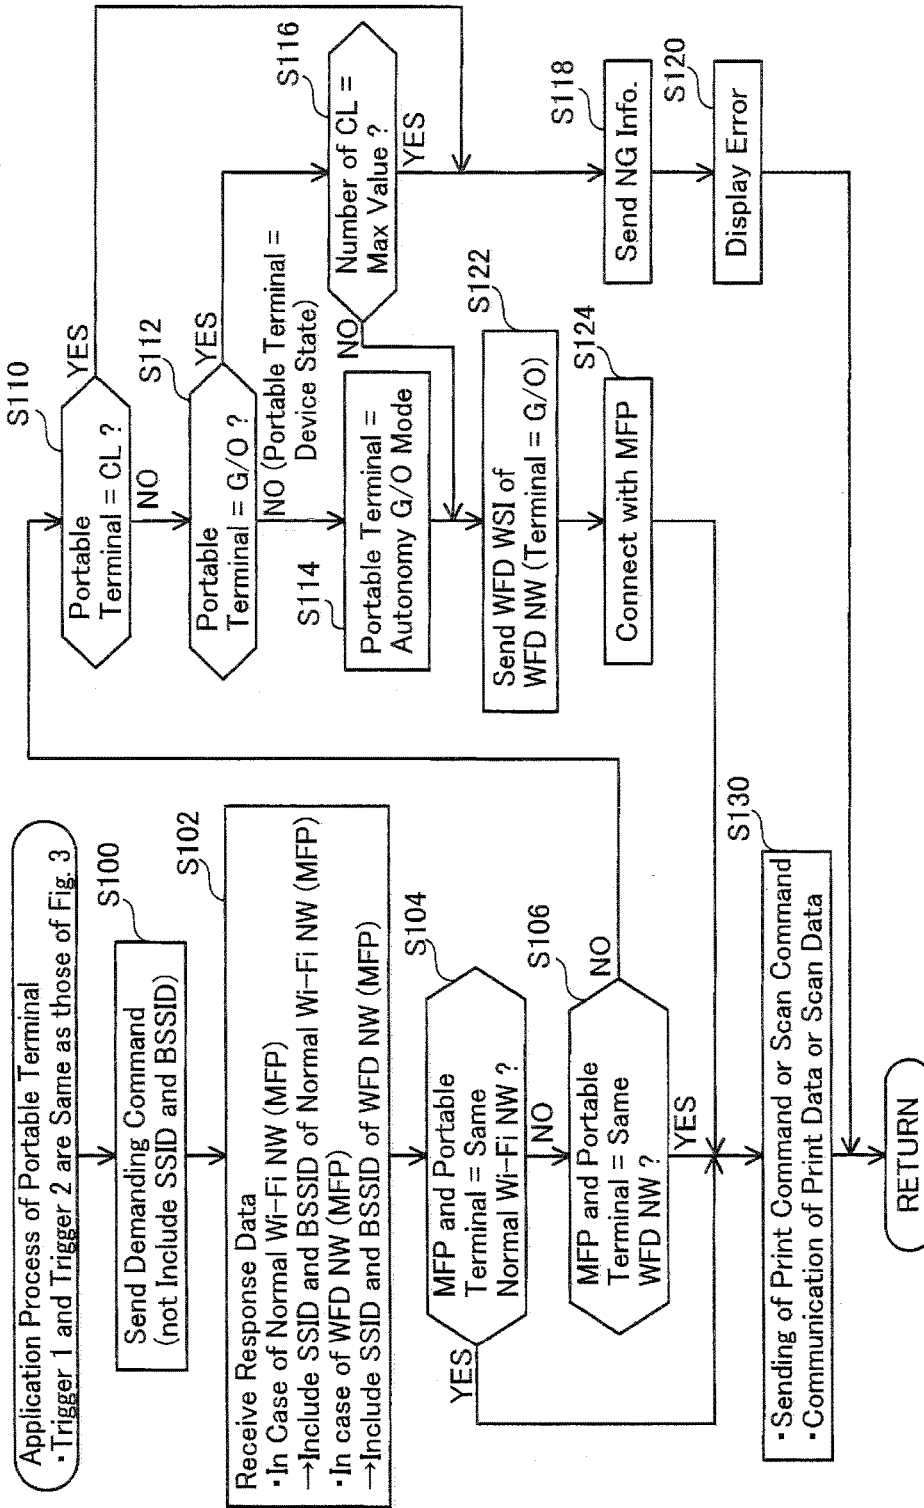 Application Process of Portable Terminal
・Trigger 1 and Trigger 2 are Same as those of Fig. 3
S100
Send Demanding Command
(not Include SSID and BSSID)
S102
Receive Response Data
・In Case of Normal Wi-Fi NW (MFP)
→Include SSID and BSSID of Normal Wi-Fi NW (MFP)
・In case of WFD NW (MFP)
→Include SSID and BSSID of WFD NW (MFP)
S104
MFP and Portable
Terminal = Same
Normal Wi-Fi NW ?
YES
NO
S106
MFP and Portable
Terminal = Same
WFD NW ?
NO
YES
S110
Portable
Terminal = CL ?
YES
NO
S112
Portable
Terminal = G/O ?
YES
NO (Portable Terminal =
Device State)
S114
Portable Terminal =
Autonomy G/O Mode
S116
Number of CL =
Max Value ?
NO
YES
S118
Send NG Info.
S120
Display Error
S122
Send WFD WSI of
WFD NW (Terminal = G/O)
S124
Connect with MFP
S130
・Sending of Print Command or Scan Command
・Communication of Print Data or Scan Data
RETURN